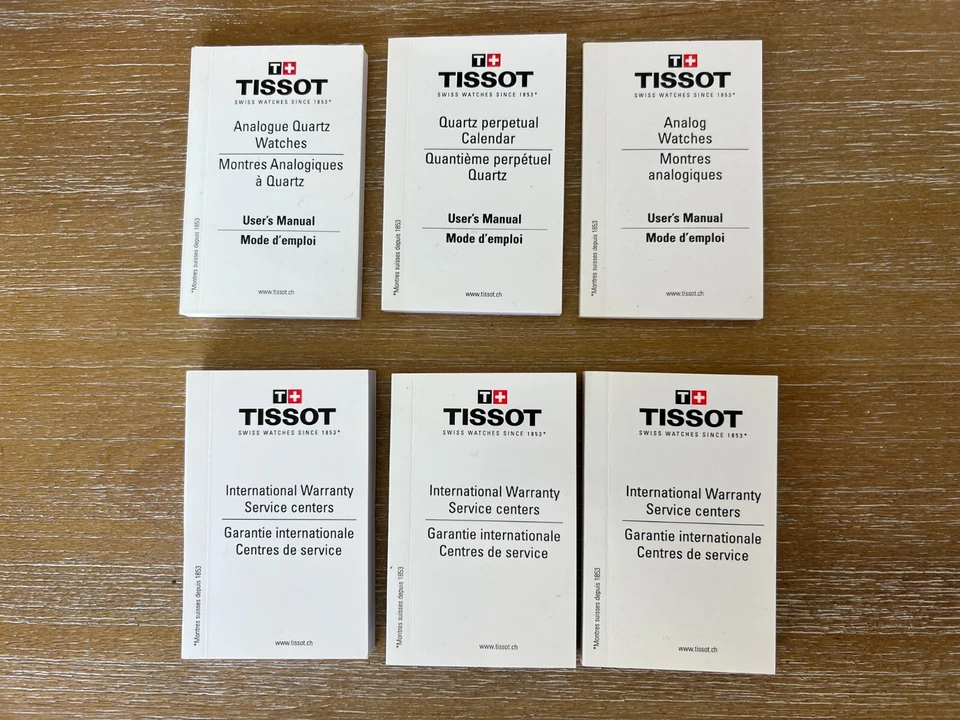 T+
TISSOT
SWISS WATCHES SINCE 1853*
Analogue Quartz
Watches
Montres Analogiques
à Quartz
User's Manual
Mode d'emploi
*Montres suisses depuis 1853
www.tissot.ch
T+
TISSOT
SWISS WATCHES SINCE 1853*
Quartz perpetual
Calendar
Quantième perpétuel
Quartz
User's Manual
Mode d'emploi
*Montres suisses depuis 1853
www.tissot.ch
T+
TISSOT
SWISS WATCHES SINCE 1853*
Analog
Watches
Montres
analogiques
User's Manual
Mode d'emploi
*Montres suisses depuis 1853
www.tissot.ch
T+
TISSOT
SWISS WATCHES SINCE 1853*
International Warranty
Service centers
Garantie internationale
Centres de service
*Montres suisses depuis 1853
www.tissot.ch
T+
TISSOT
SWISS WATCHES SINCE 1853*
International Warranty
Service centers
Garantie internationale
Centres de service
*Montres suisses depuis 1853
www.tissot.ch
T+
TISSOT
SWISS WATCHES SINCE 1853*
International Warranty
Service centers
Garantie internationale
Centres de service
*Montres suisses depuis 1853
www.tissot.ch